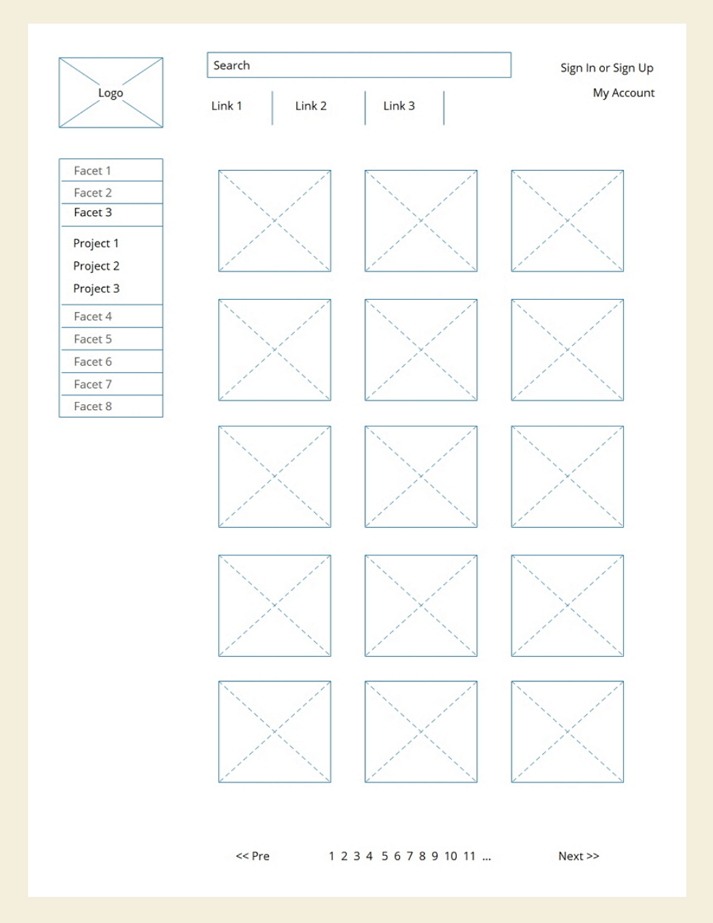 Logo
Search
Sign In or Sign Up
My Account
Link 1
Link 2
Link 3
Facet 1
Facet 2
Facet 3
Project 1
Project 2
Project 3
Facet 4
Facet 5
Facet 6
Facet 7
Facet 8
<< Pre
1 2 3 4 5 6 7 8 9 10 11 ...
Next >>